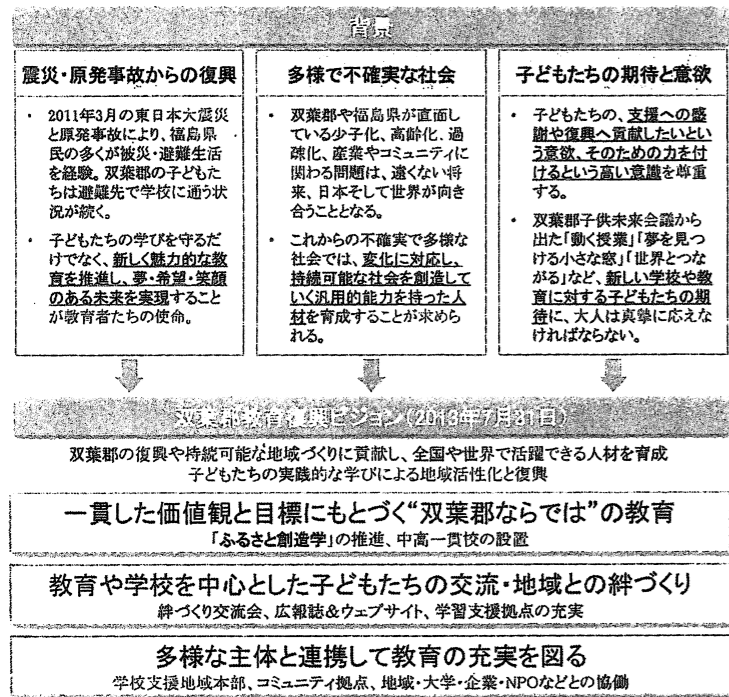 背景
震災・原発事故からの復興
・ 2011年3月の東日本大震災
と原発事故により、福島県
民の多くが被災・避難生活
を経験。双葉郡の子どもた
ちは避難先で学校に通う状
況が続く。
・ 子どもたちの学びを守るだ
けでなく、新しく魅力的な教
育を推進し、夢・希望・笑顔
のある未来を実現すること
が教育者たちの使命。
多様で不確実な社会
・ 双葉郡や福島県が直面し
ている少子化、高齢化、過
疎化、産業やコミュニティに
関わる問題は、遠くない将
来、日本そして世界が向き
合うこととなる。
・ これからの不確実で多様な
社会では、変化に対応し、
持続可能な社会を創造して
いく汎用的能力を持った人
材を育成することが求めら
れる。
子どもたちの期待と意欲
・ 子どもたちの、支援への感
謝や復興へ貢献したいとい
う意欲、そのための力を付
けるという高い意識を尊重
する。
・ 双葉郡子供未来会議から
出た「動く授業」「夢を見つ
ける小さな窓」「世界とつな
がる」など、新しい学校や教
育に対する子どもたちの期
待に、大人は真摯に応えな
ければならない。
双葉郡教育復興ビジョン(2013年7月31日)
双葉郡の復興や持続可能な地域づくりに貢献し、全国や世界で活躍できる人材を育成
子どもたちの実践的な学びによる地域活性化と復興
一貫した価値観と目標にもとづく“双葉郡ならでは”の教育
「ふるさと創造学」の推進、中高一貫校の設置
教育や学校を中心とした子どもたちの交流・地域との絆づくり
絆づくり交流会、広報誌&ウェブサイト、学習支援拠点の充実
多様な主体と連携して教育の充実を図る
学校支援地域本部、コミュニティ拠点、地域・大学・企業・NPOなどとの協働